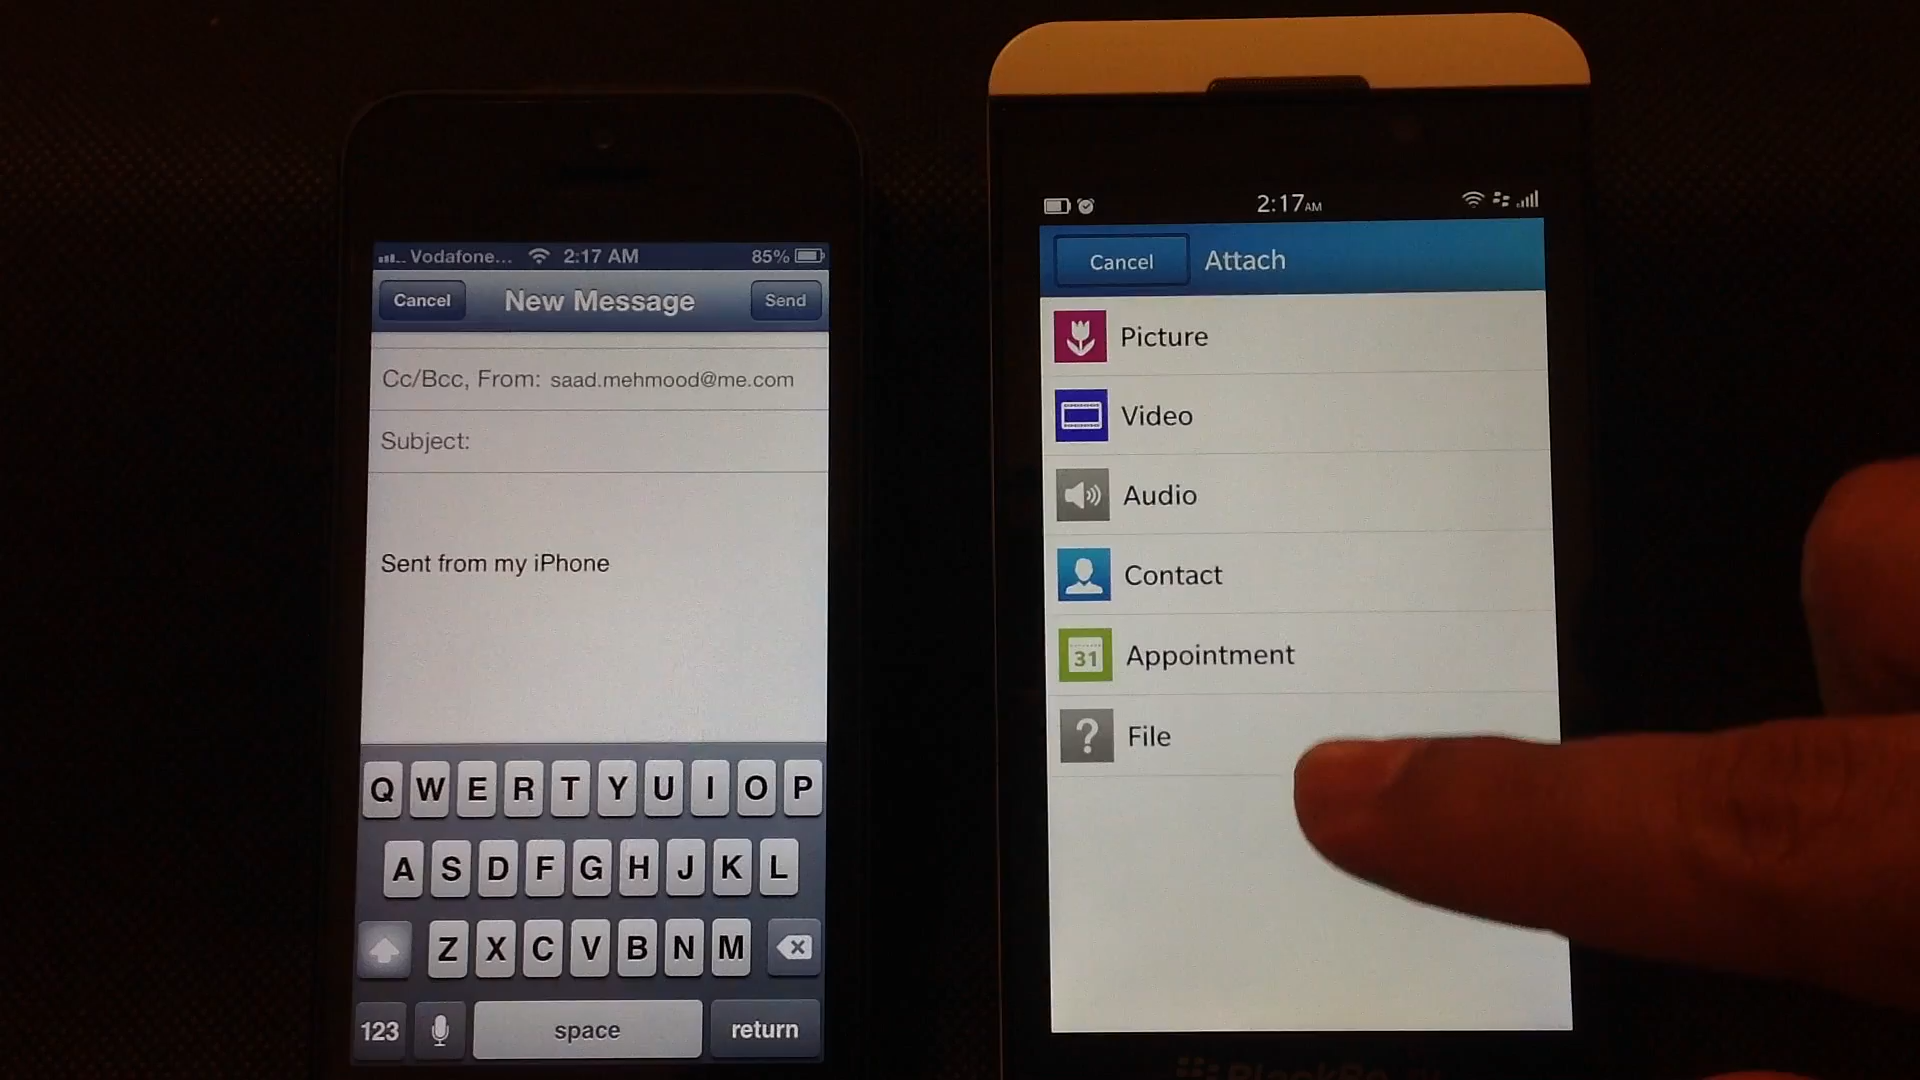 Vodafone... 2:17 AM 85%
Cancel New Message Send
Cc/Bcc, From: saad.mehmood@me.com
Subject:
Sent from my iPhone
Q W E R T Y U I O P
A S D F G H J K L
Z X C V B N M
123 space return
2:17 AM
Cancel Attach
Picture
Video
Audio
Contact
31 Appointment
? File